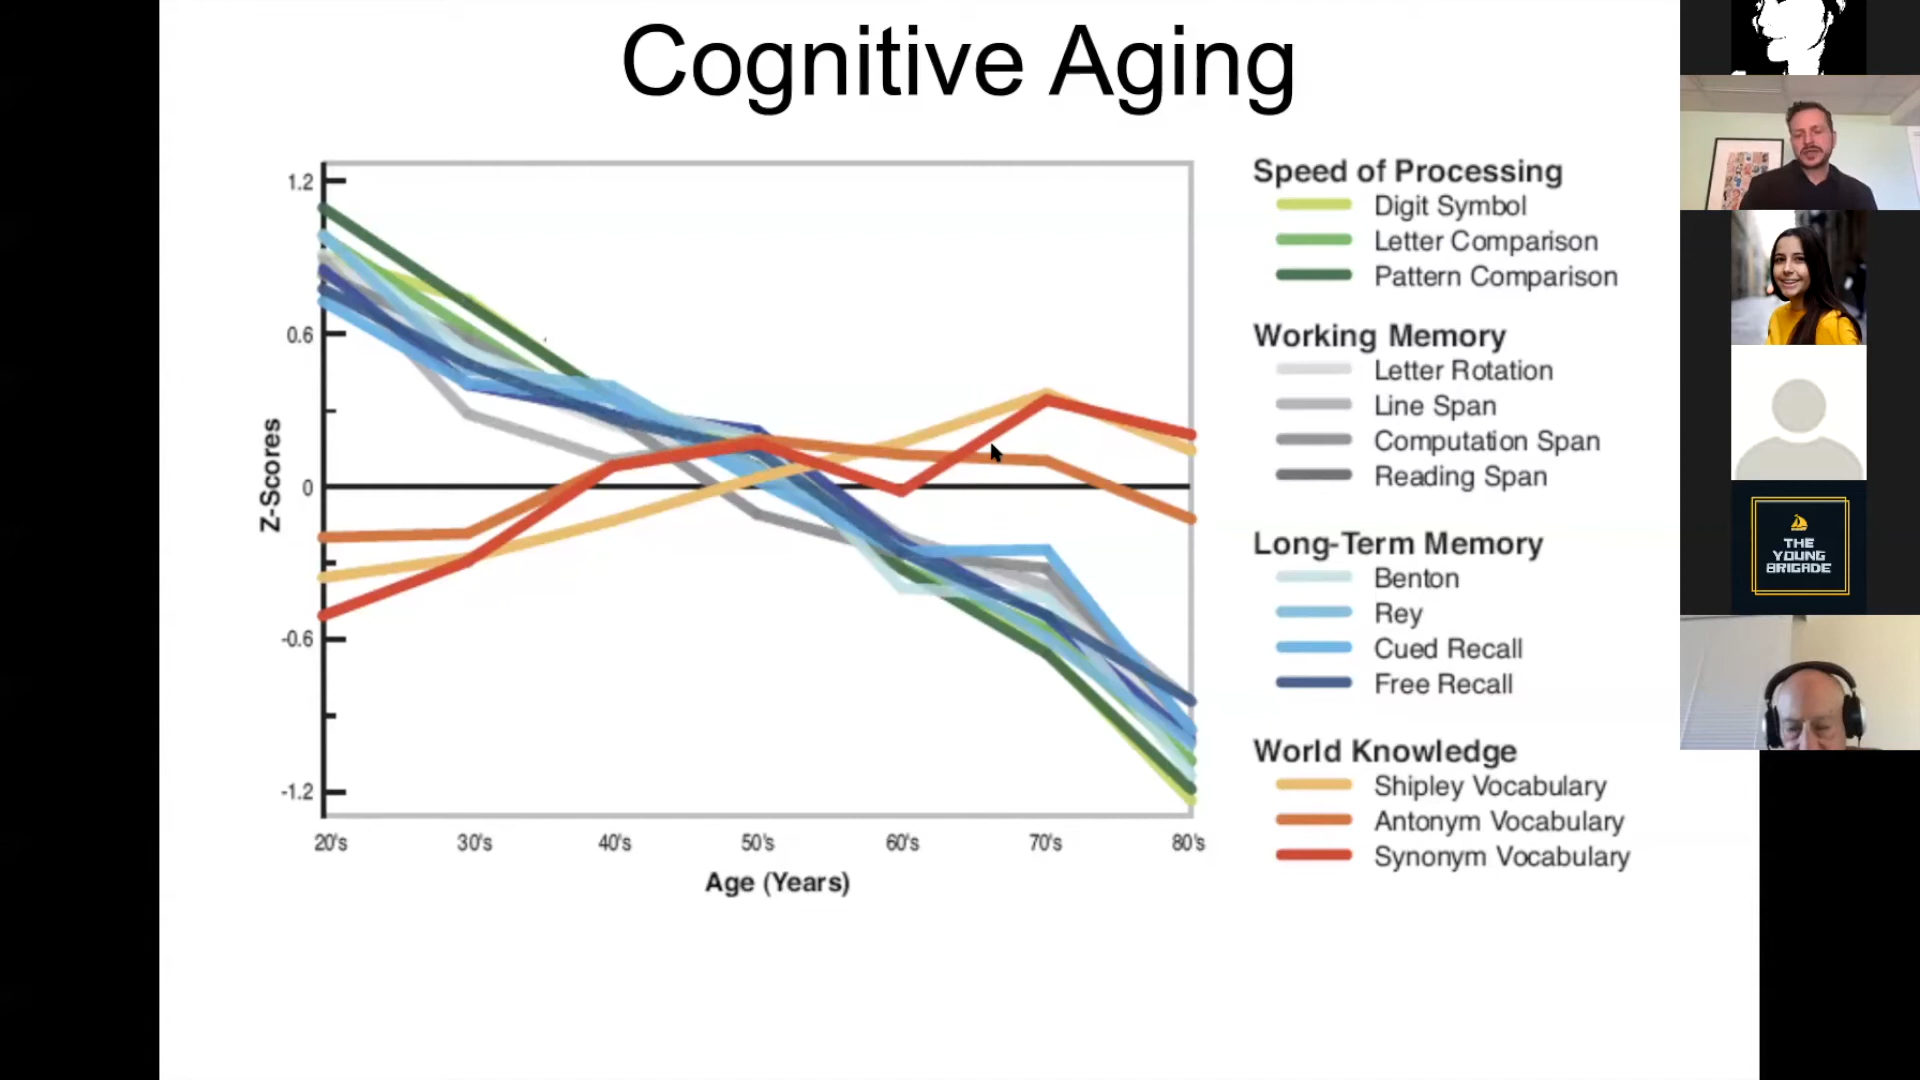 Cognitive Aging
1.2
0.6
0
-0.6
-1.2
Z-Scores
20's 30's 40's 50's 60's 70's 80's
Age (Years)
Speed of Processing
Digit Symbol
Letter Comparison
Pattern Comparison
Working Memory
Letter Rotation
Line Span
Computation Span
Reading Span
Long-Term Memory
Benton
Rey
Cued Recall
Free Recall
World Knowledge
Shipley Vocabulary
Antonym Vocabulary
Synonym Vocabulary
THE
YOUNG
BRIGADE